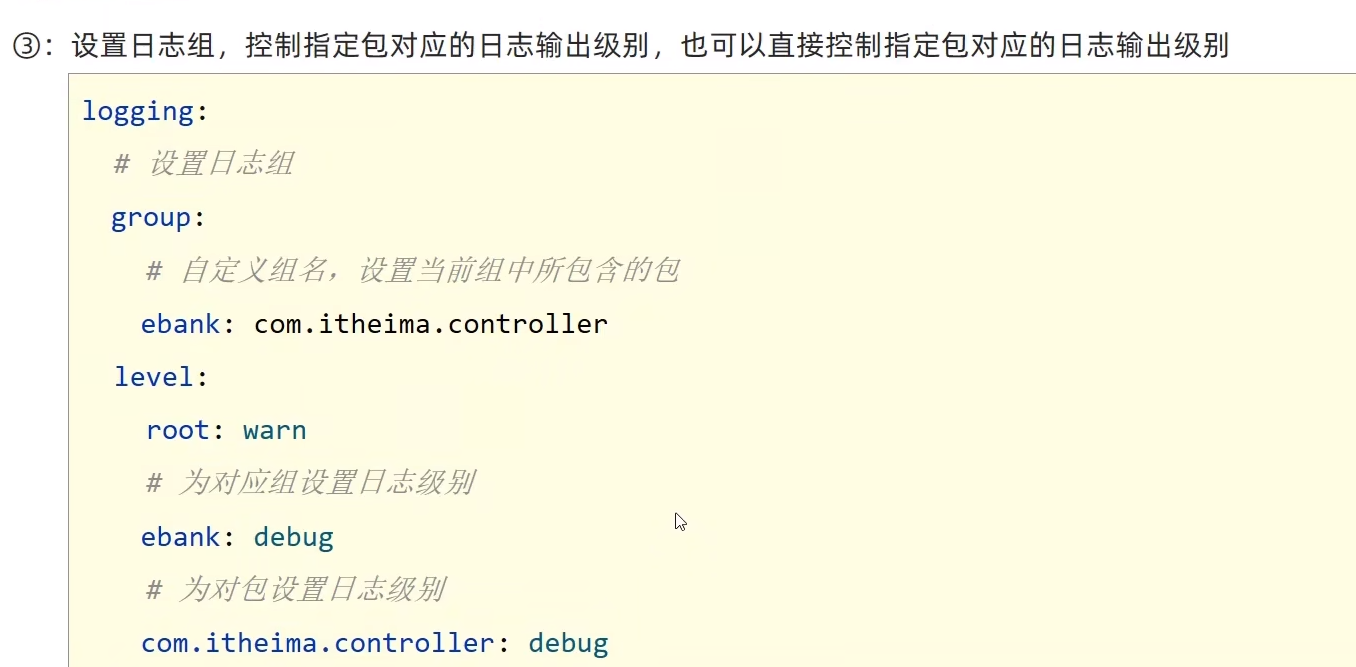 ③：设置日志组，控制指定包对应的日志输出级别，也可以直接控制指定包对应的日志输出级别
logging:
# 设置日志组
group:
# 自定义组名，设置当前组中所包含的包
ebank: com.itheima.controller
level:
root: warn
# 为对应组设置日志级别
ebank: debug
# 为对包设置日志级别
com.itheima.controller: debug